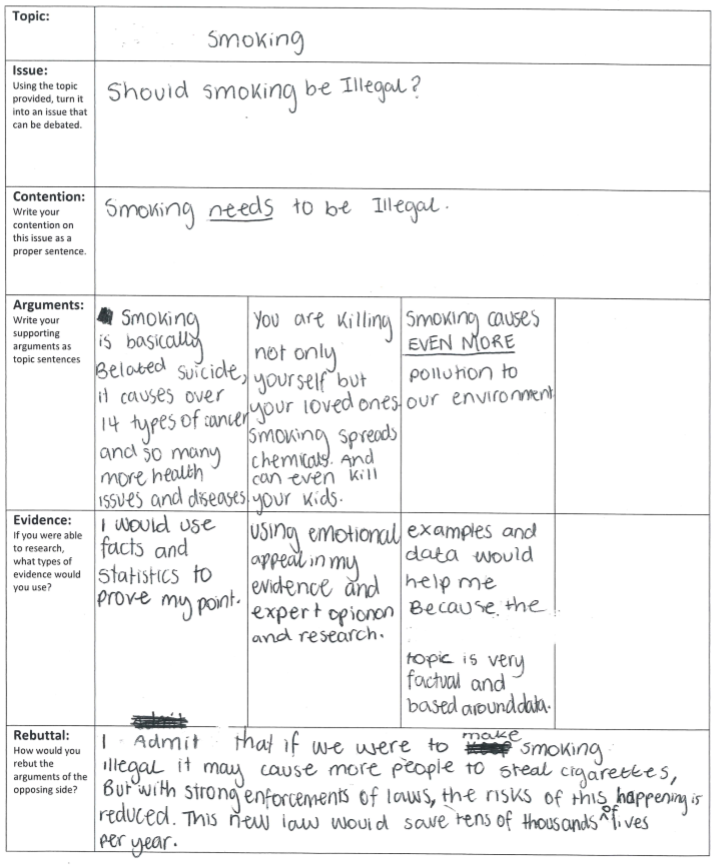 Topic:
Smoking
Issue:
Using the topic
provided, turn it
into an issue that
can be debated.
Should smoking be Illegal?
Contention:
Write your
contention on
this issue as a
proper sentence.
Smoking needs to be Illegal.
Arguments:
Write your
supporting
arguments as
topic sentences
Smoking
is basically
Belated suicide,
it causes over
14 types of cancer
and so many
more health
issues and diseases
You are killing
not only
yourself but
your loved ones
smoking spreads
chemicals. And
can even kill
your kids.
Smoking causes
EVEN MORE
pollution to
our environment
Evidence:
If you were able
to research,
what types of
evidence would
you use?
I would use
facts and
statistics to
prove my point.
using emotional
appeal in my
evidence and
expert opionon
and research.
examples and
data would
help me
Because the
topic is very
factual and
based around data.
Rebuttal:
How would you
rebut the
arguments of the
opposing side?
I Admit that if we were to make smoking
illegal it may cause more people to steal cigarettes,
But with strong enforcements of laws, the risks of this happening is
reduced. This new law would save tens of thousands of lives
per year.